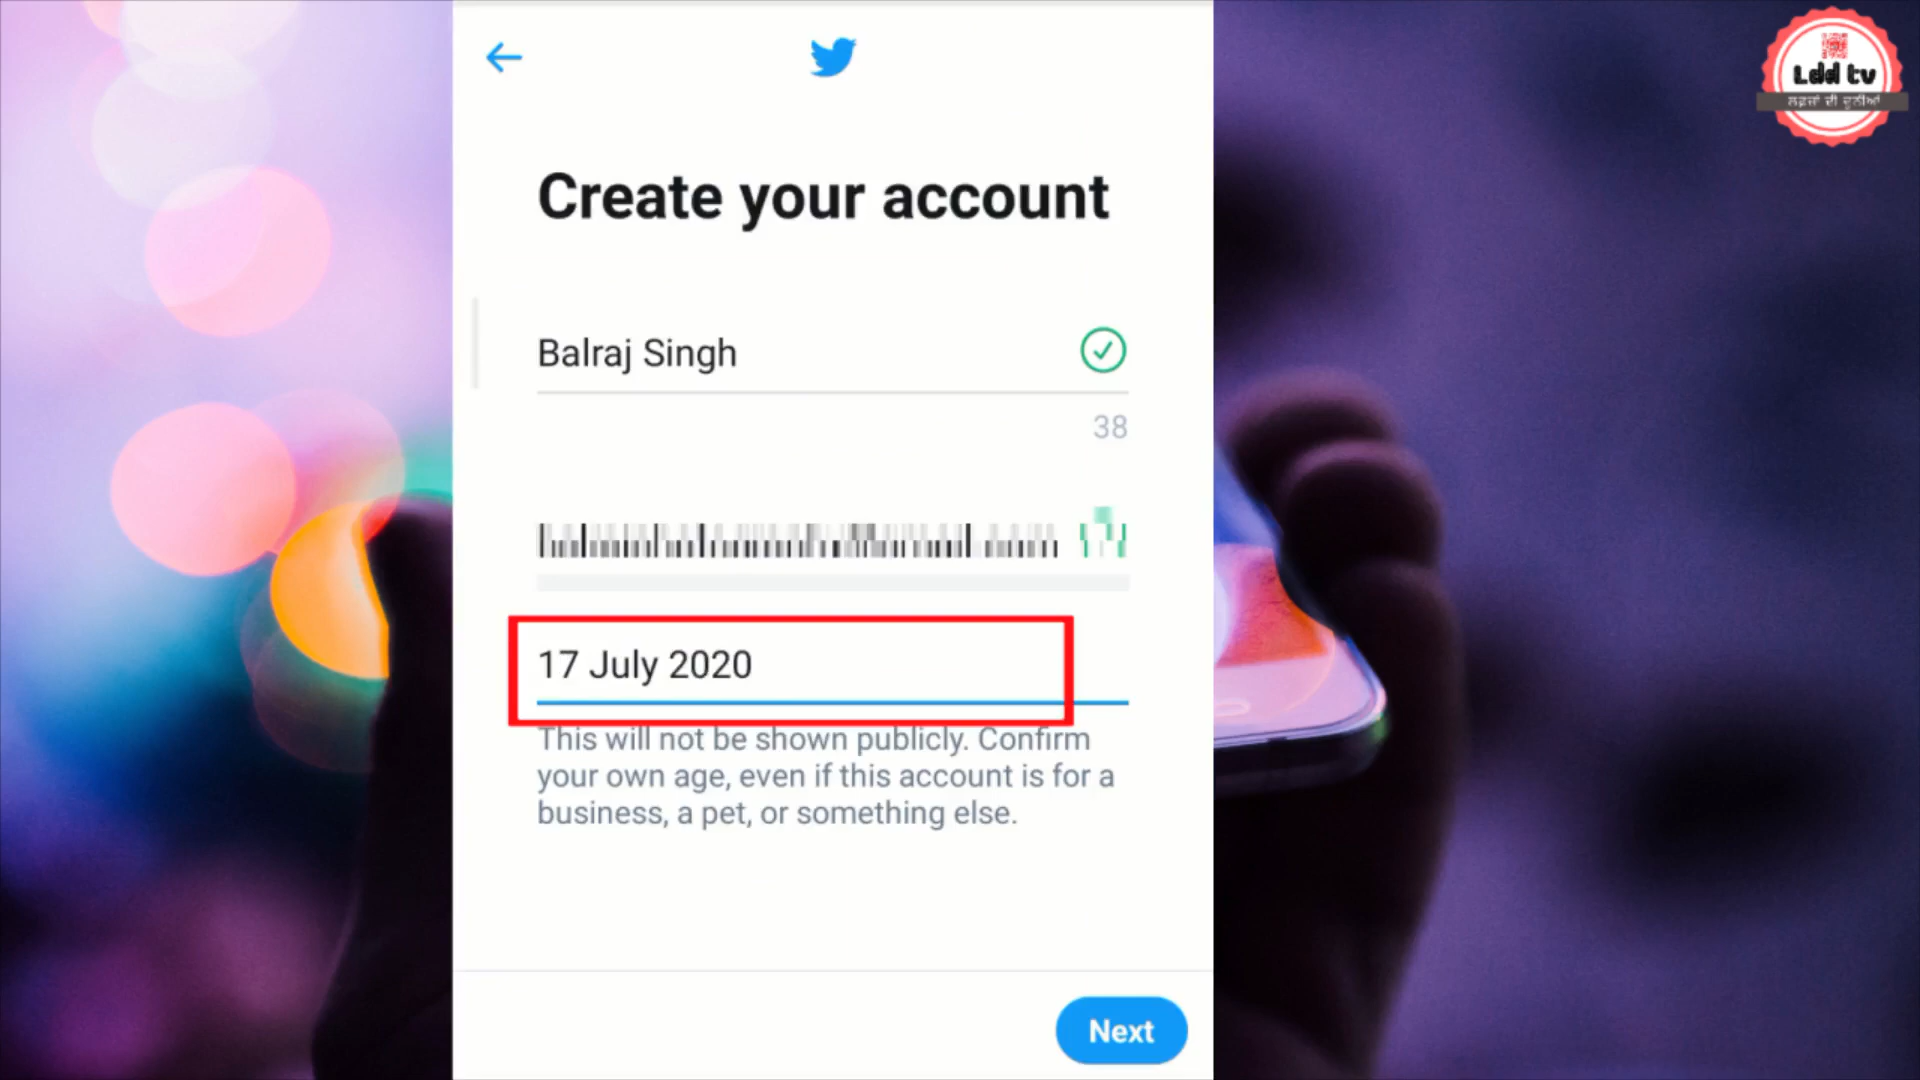 Ldd tv
ਲਫ਼ਜ਼ਾਂ ਦੀ ਦੁਨੀਆਂ
Create your account
Balraj Singh
38
17 July 2020
This will not be shown publicly. Confirm
your own age, even if this account is for a
business, a pet, or something else.
Next